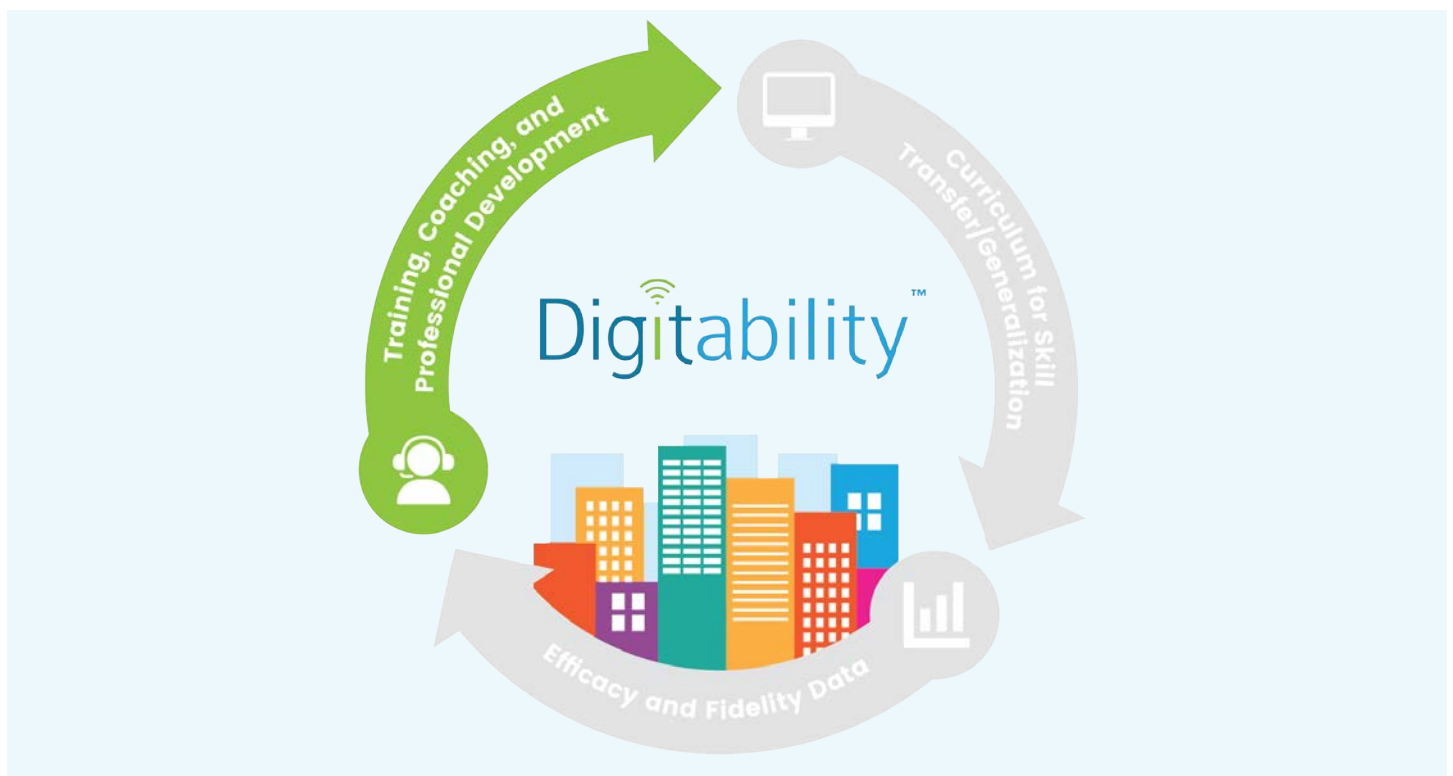 Training, Coaching, and
Professional Development
Curriculum for Skill
Transfer/Generalization
Digitability™
Efficacy and Fidelity Data